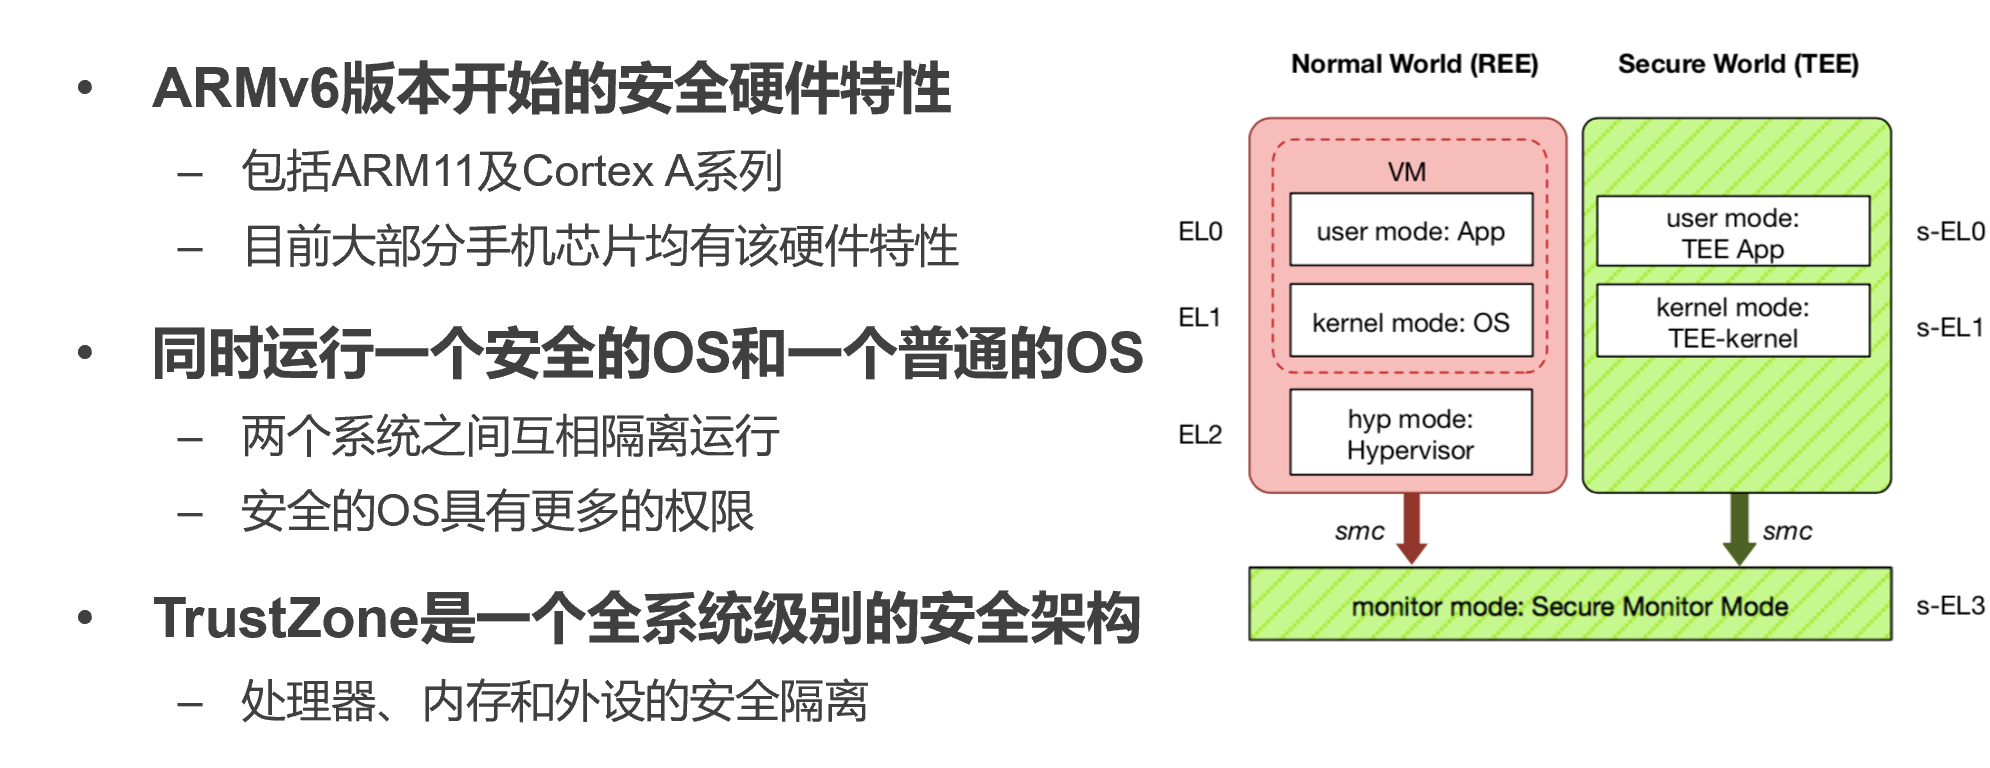 • ARMv6版本开始的安全硬件特性
– 包括ARM11及Cortex A系列
– 目前大部分手机芯片均有该硬件特性
• 同时运行一个安全的OS和一个普通的OS
– 两个系统之间互相隔离运行
– 安全的OS具有更多的权限
• TrustZone是一个全系统级别的安全架构
– 处理器、内存和外设的安全隔离
Normal World (REE)
Secure World (TEE)
VM
EL0
user mode: App
user mode:
TEE App
s-EL0
EL1
kernel mode: OS
kernel mode:
TEE-kernel
s-EL1
EL2
hyp mode:
Hypervisor
smc
smc
monitor mode: Secure Monitor Mode
s-EL3